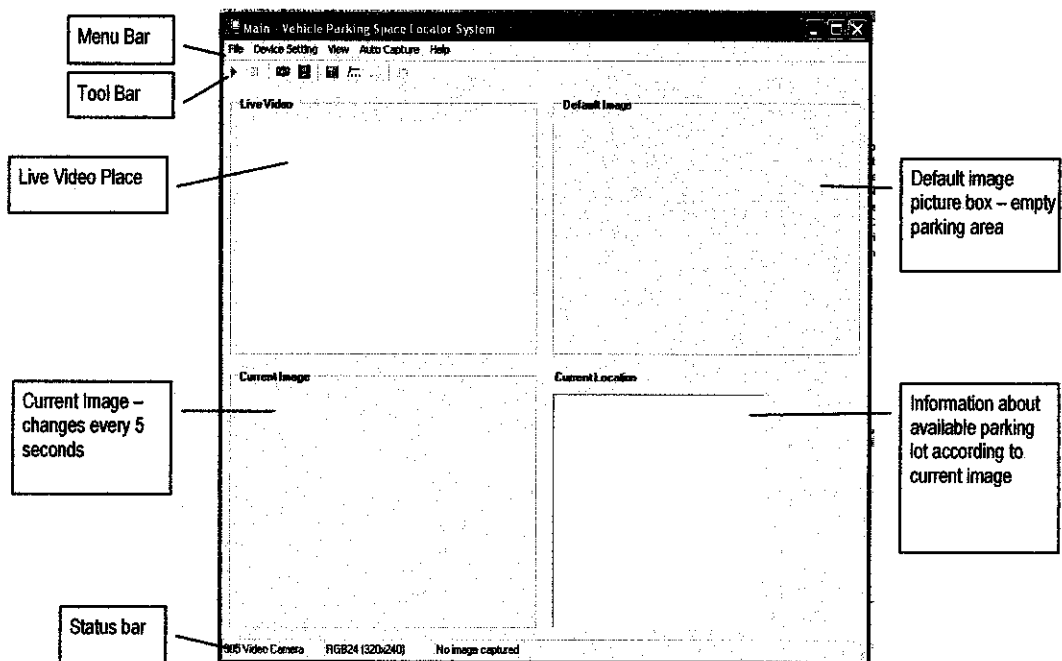 Main - Vehicle Parking Space Locator System
File Device Setting View Auto Capture Help
Menu Bar
Tool Bar
Live Video
Default Image
Live Video Place
Default image
picture box – empty
parking area
Current Image
Current Location
Current Image –
changes every 5
seconds
Information about
available parking
lot according to
current image
Status bar
Video Camera RGB24 (320x240) No image captured